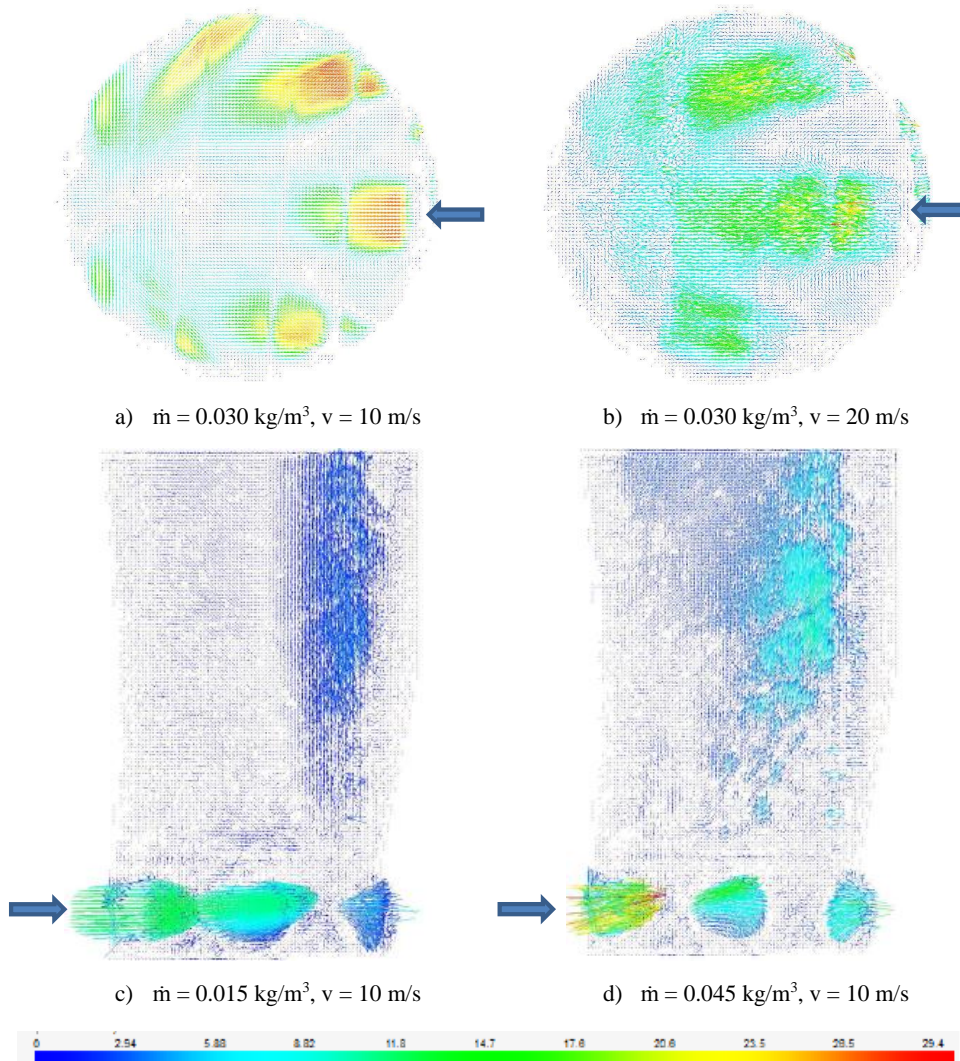 a) ṁ = 0.030 kg/m³, v = 10 m/s
b) ṁ = 0.030 kg/m³, v = 20 m/s
c) ṁ = 0.015 kg/m³, v = 10 m/s
d) ṁ = 0.045 kg/m³, v = 10 m/s
0 2.94 5.88 8.82 11.8 14.7 17.6 20.6 23.5 26.5 29.4